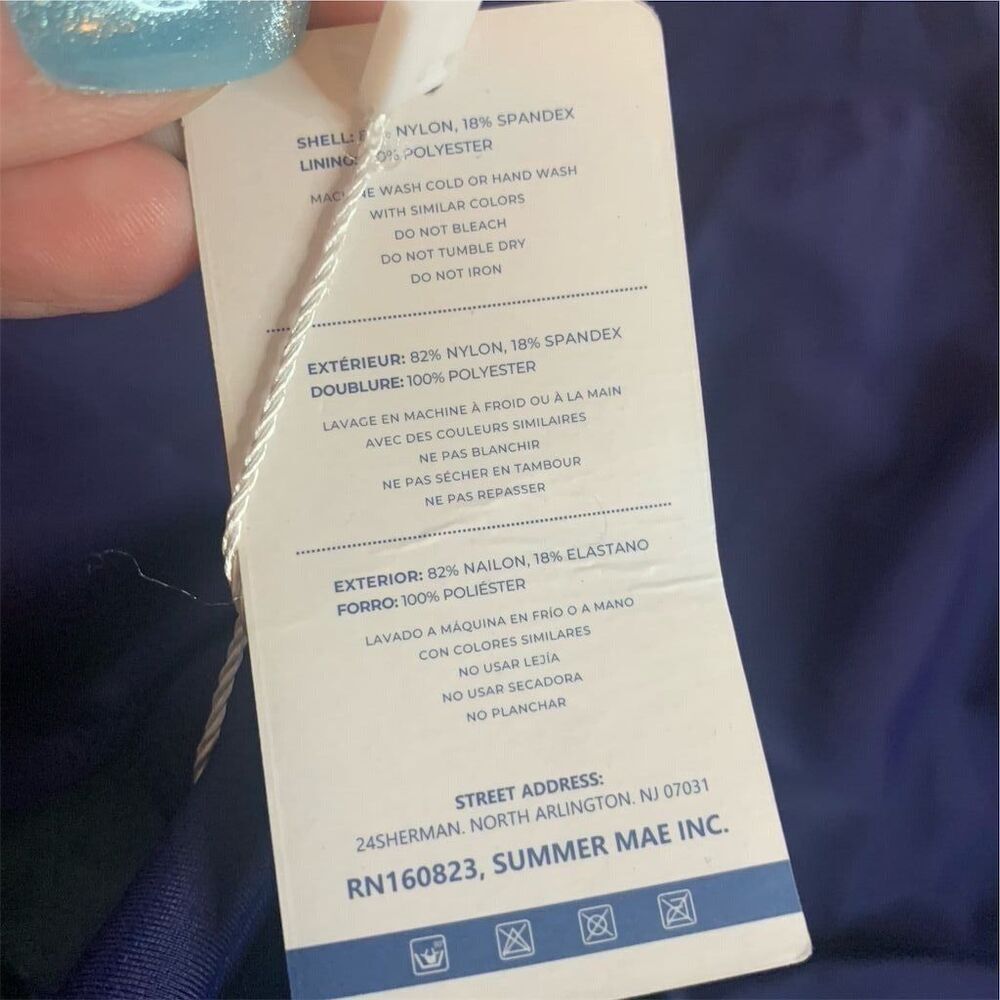 SHELL: NYLON, 18% SPANDEX
LINING: POLYESTER
WASH COLD OR HAND WASH
WITH SIMILAR COLORS
DO NOT BLEACH
DO NOT TUMBLE DRY
DO NOT IRON
EXTÉRIEUR: 82% NYLON, 18% SPANDEX
DOUBLURE: 100% POLYESTER
LAVAGE EN MACHINE À FROID OU À LA MAIN
AVEC DES COULEURS SIMILAIRES
NE PAS BLANCHIR
NE PAS SÉCHER EN TAMBOUR
NE PAS REPASSER
EXTERIOR: 82% NAILON, 18% ELASTANO
FORRO: 100% POLIÉSTER
LAVADO A MÁQUINA EN FRÍO O A MANO
CON COLORES SIMILARES
NO USAR LEJÍA
NO USAR SECADORA
NO PLANCHAR
STREET ADDRESS:
24SHERMAN. NORTH ARLINGTON. NJ 07031
RN160823, SUMMER MAE INC.